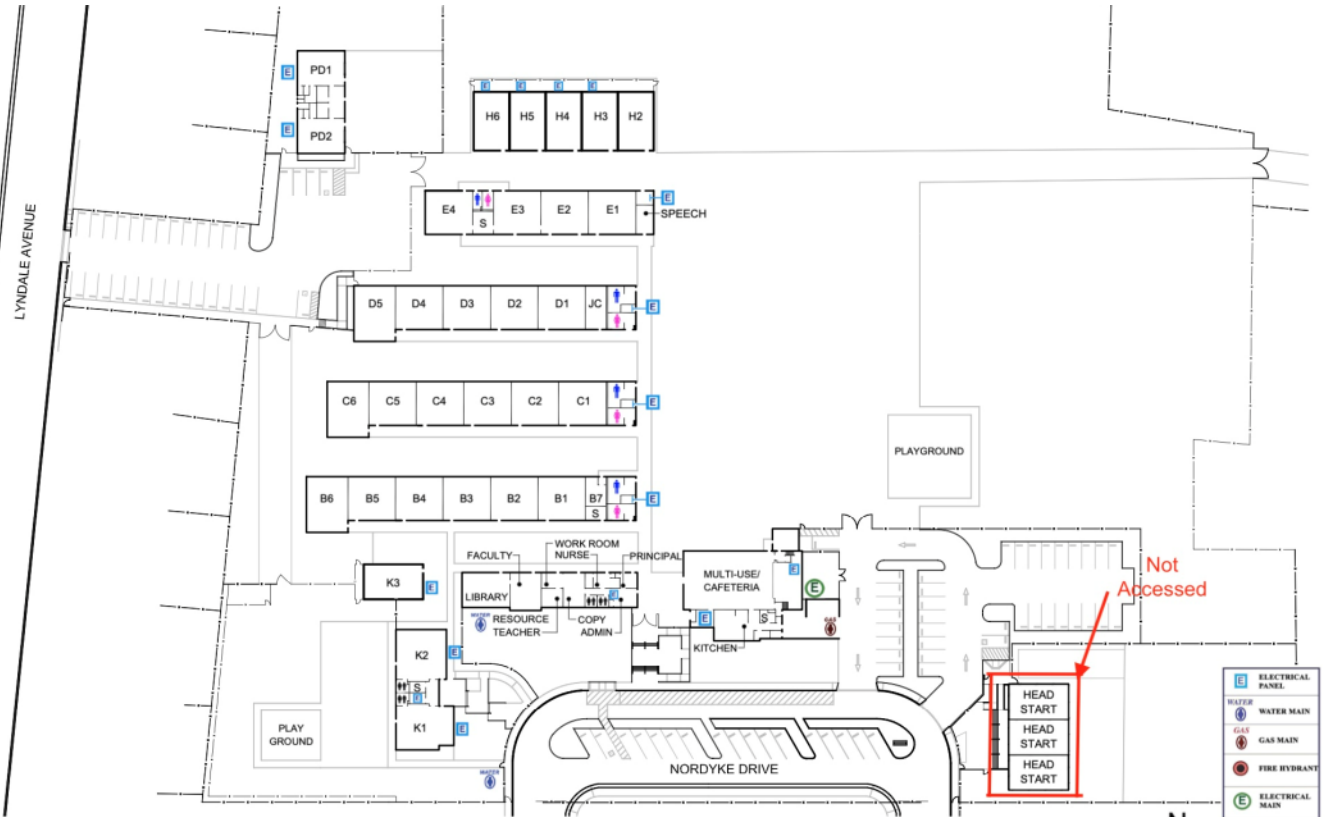 PD1
E
E
PD2
E
E
E
E
H6
H5
H4
H3
H2
LYNDALE AVENUE
E4
S
E3
E2
E1
E
SPEECH
D5
D4
D3
D2
D1
JC
E
C6
C5
C4
C3
C2
C1
E
PLAYGROUND
B6
B5
B4
B3
B2
B1
B7
S
E
FACULTY
WORK ROOM
NURSE
PRINCIPAL
MULTI-USE/
CAFETERIA
E
E
Not
Accessed
K3
E
LIBRARY
E
WATER
RESOURCE
TEACHER
COPY
ADMIN
E
S
KITCHEN
GAS
K2
E
S
E
K1
E
PLAY
GROUND
WATER
NORDYKE DRIVE
HEAD
START
HEAD
START
HEAD
START
E
ELECTRICAL
PANEL
WATER
WATER MAIN
GAS
GAS MAIN
FIRE HYDRANT
E
ELECTRICAL
MAIN